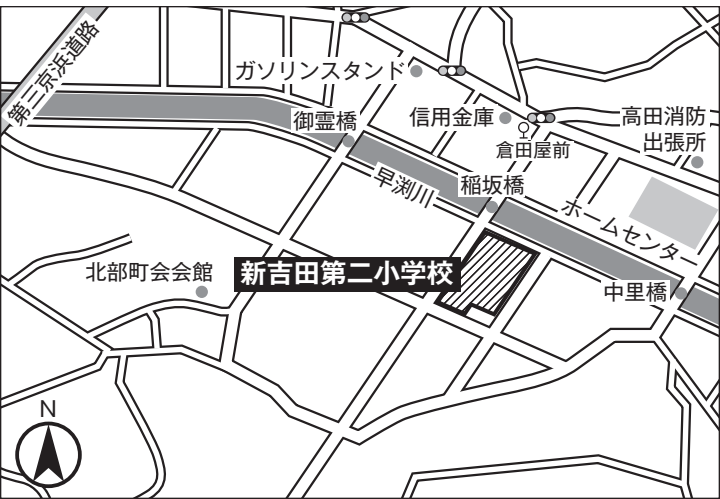 第三京浜道路
ガソリンスタンド
信用金庫
倉田屋前
高田消防
出張所
御霊橋
早渕川
稲坂橋
ホームセンター
北部町会会館
新吉田第二小学校
中里橋
N